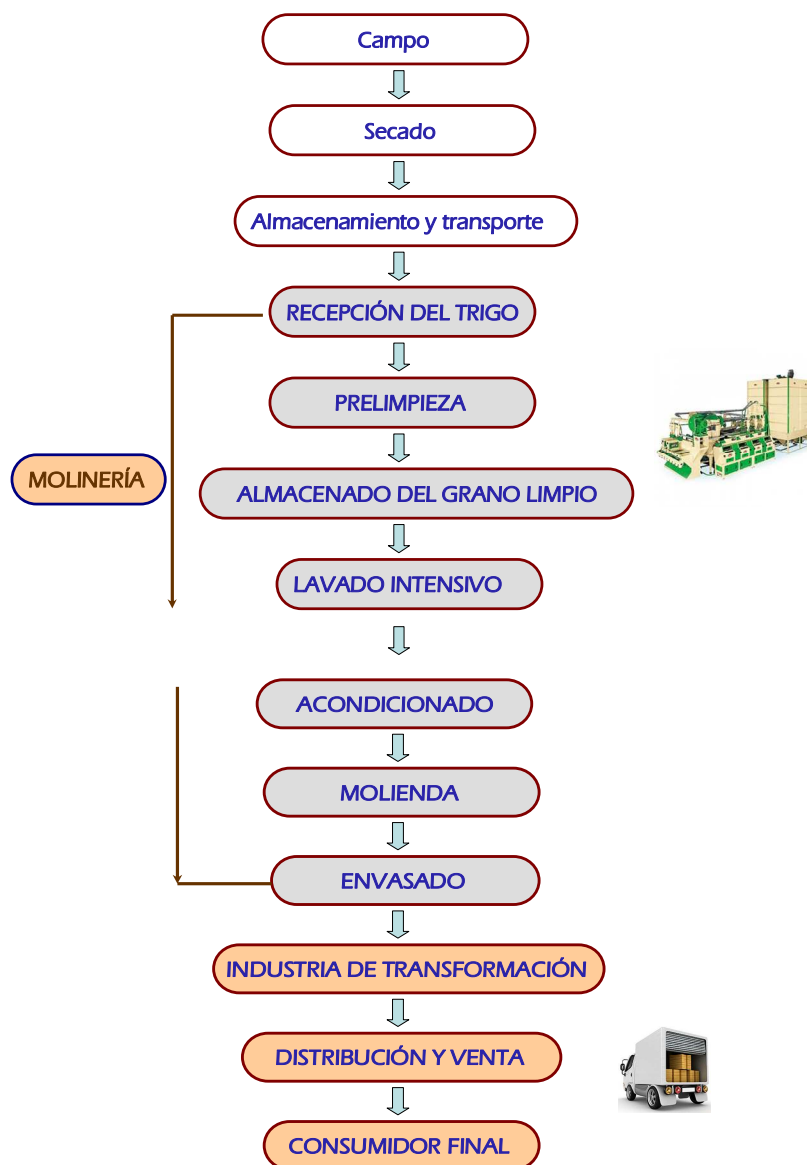 Campo
Secado
Almacenamiento y transporte
RECEPCIÓN DEL TRIGO
PRELIMPIEZA
MOLINERÍA
ALMACENADO DEL GRANO LIMPIO
LAVADO INTENSIVO
ACONDICIONADO
MOLIENDA
ENVASADO
INDUSTRIA DE TRANSFORMACIÓN
DISTRIBUCIÓN Y VENTA
CONSUMIDOR FINAL